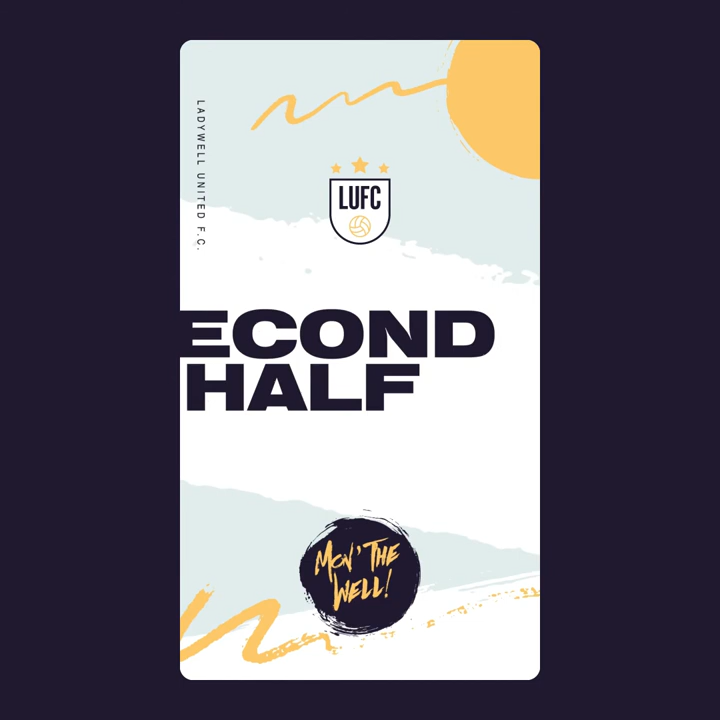 LADYWELL UNITED F.C.
LUFC
ECOND
HALF
MON' THE
WELL!